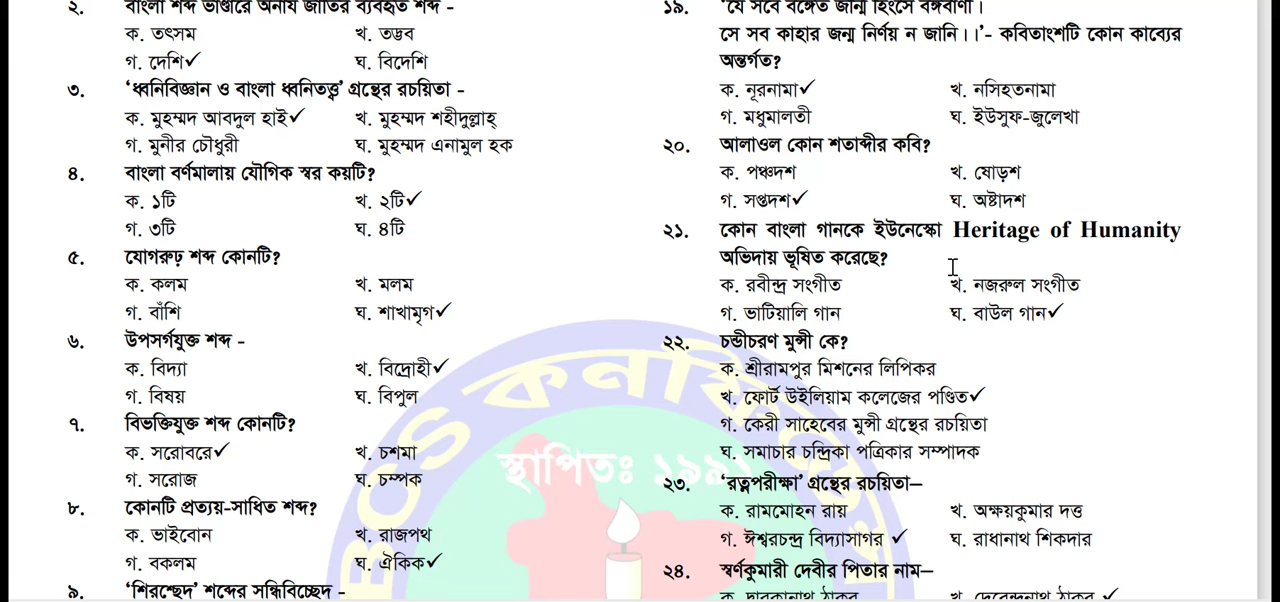 ২. বাংলা শব্দ ভাণ্ডারে অনার্য জাতির ব্যবহৃত শব্দ -
ক. তৎসম খ. তদ্ভব
গ. দেশি✓ ঘ. বিদেশি
৩. ‘ধ্বনিবিজ্ঞান ও বাংলা ধ্বনিতত্ত্ব’ গ্রন্থের রচয়িতা -
ক. মুহম্মদ আবদুল হাই✓ খ. মুহম্মদ শহীদুল্লাহ্
গ. মুনীর চৌধুরী ঘ. মুহম্মদ এনামুল হক
৪. বাংলা বর্ণমালায় যৌগিক স্বর কয়টি?
ক. ১টি খ. ২টি✓
গ. ৩টি ঘ. ৪টি
৫. যোগরুঢ় শব্দ কোনটি?
ক. কলম খ. মলম
গ. বাঁশি ঘ. শাখামৃগ✓
৬. উপসর্গযুক্ত শব্দ -
ক. বিদ্যা খ. বিদ্রোহী✓
গ. বিষয় ঘ. বিপুল
৭. বিভক্তিযুক্ত শব্দ কোনটি?
ক. সরোবরে✓ খ. চশমা
গ. সরোজ ঘ. চম্পক
৮. কোনটি প্রত্যয়-সাধিত শব্দ?
ক. ভাইবোন খ. রাজপথ
গ. বকলম ঘ. ঐকিক✓
৯. ‘শিরশ্ছেদ’ শব্দের সন্ধিবিচ্ছেদ -
১৯. ‘যে সবে বঙ্গেত জন্মি হিংসে বঙ্গবাণী।
সে সব কাহার জন্ম নির্ণয় ন জানি।।’- কবিতাংশটি কোন কাব্যের
অন্তর্গত?
ক. নূরনামা✓ খ. নসিহতনামা
গ. মধুমালতী ঘ. ইউসুফ-জুলেখা
২০. আলাওল কোন শতাব্দীর কবি?
ক. পঞ্চদশ খ. ষোড়শ
গ. সপ্তদশ✓ ঘ. অষ্টাদশ
২১. কোন বাংলা গানকে ইউনেস্কো Heritage of Humanity
অভিদায় ভূষিত করেছে?
ক. রবীন্দ্র সংগীত খ. নজরুল সংগীত
গ. ভাটিয়ালি গান ঘ. বাউল গান✓
২২. চন্ডীচরণ মুন্সী কে?
ক. শ্রীরামপুর মিশনের লিপিকর
খ. ফোর্ট উইলিয়াম কলেজের পণ্ডিত✓
গ. কেরী সাহেবের মুন্সী গ্রন্থের রচয়িতা
ঘ. সমাচার চন্দ্রিকা পত্রিকার সম্পাদক
২৩. ‘রত্নপরীক্ষা’ গ্রন্থের রচয়িতা–
ক. রামমোহন রায় খ. অক্ষয়কুমার দত্ত
গ. ঈশ্বরচন্দ্র বিদ্যাসাগর ✓ ঘ. রাধানাথ শিকদার
২৪. স্বর্ণকুমারী দেবীর পিতার নাম–
ক. দ্বারকানাথ ঠাকুর খ. দেবেন্দ্রনাথ ঠাকুর ✓
BCS কনফিডেন্স
স্থাপিতঃ ১৯৯১